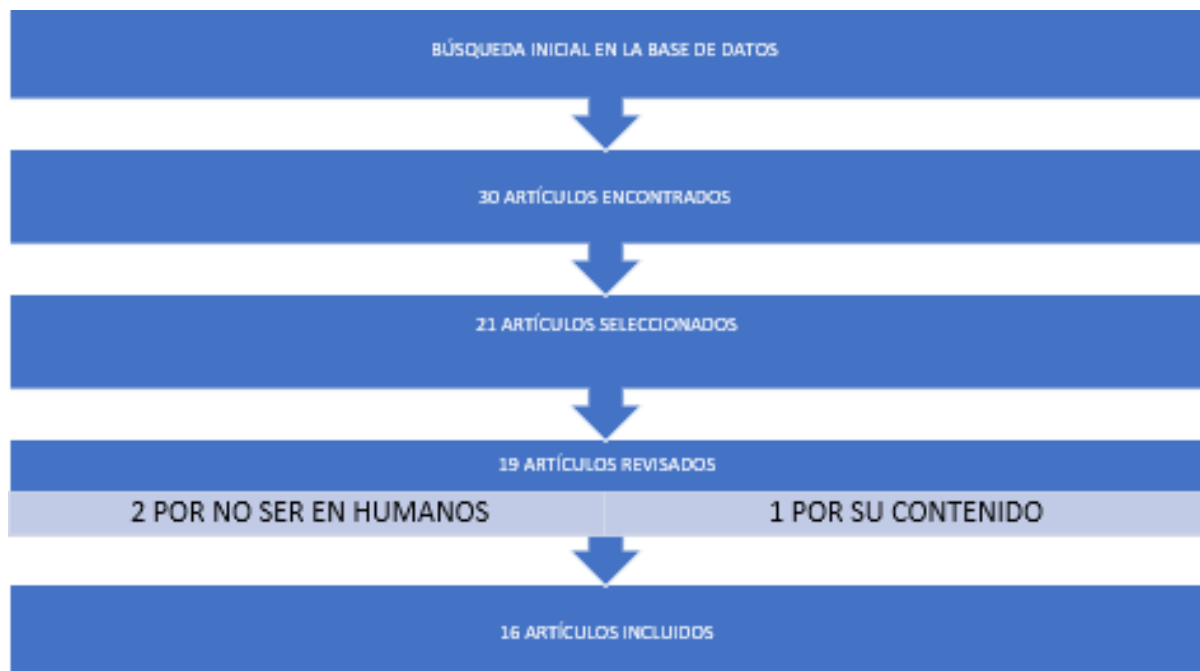 BÚSQUEDA INICIAL EN LA BASE DE DATOS
30 ARTÍCULOS ENCONTRADOS
21 ARTÍCULOS SELECCIONADOS
19 ARTÍCULOS REVISADOS
2 POR NO SER EN HUMANOS
1 POR SU CONTENIDO
16 ARTÍCULOS INCLUIDOS